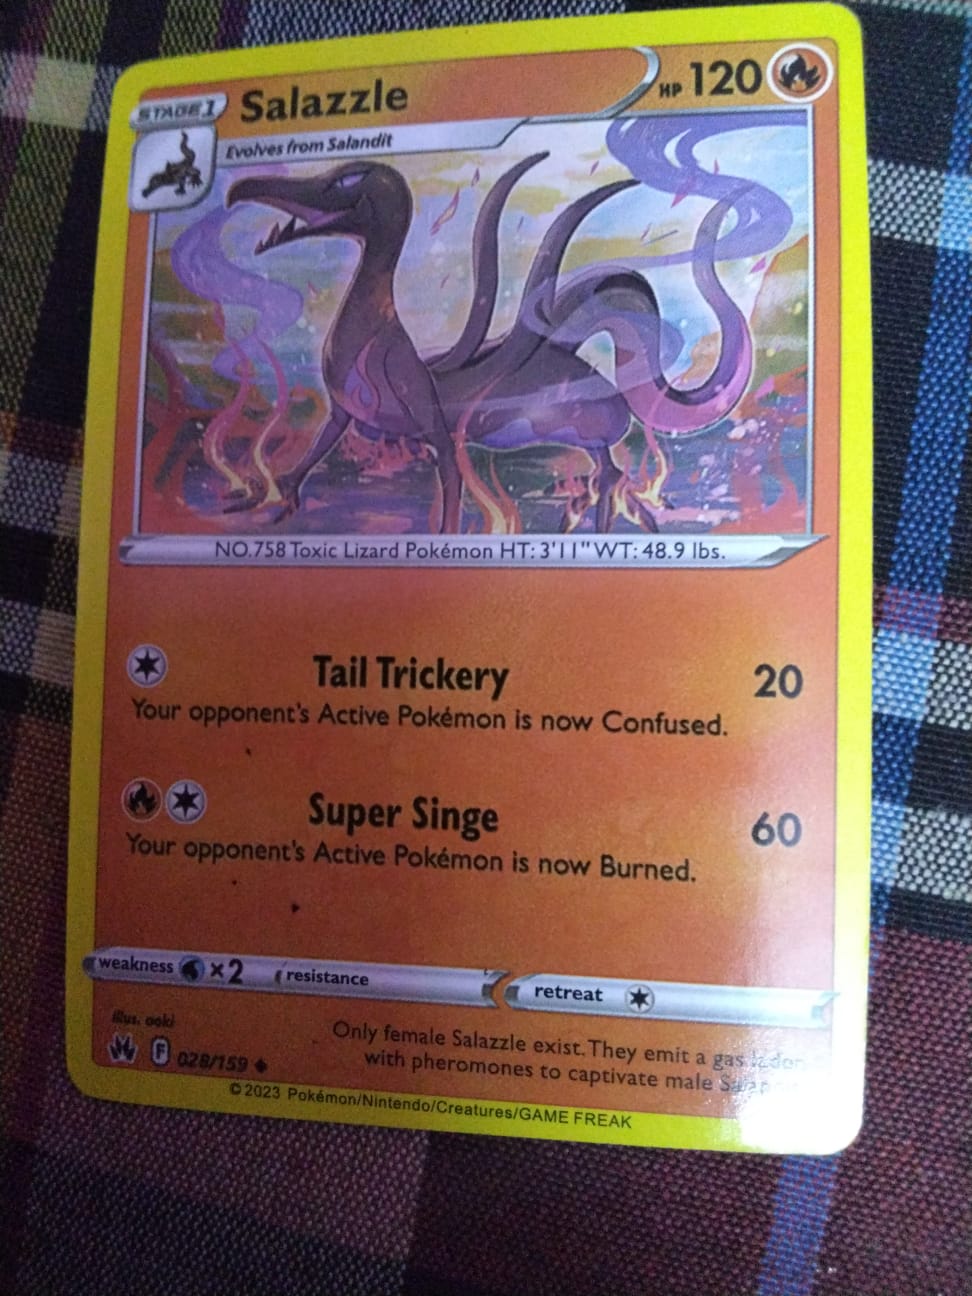 STAGE 1
Salazzle
HP 120
Evolves from Salandit
NO.758 Toxic Lizard Pokémon HT: 3'11" WT: 48.9 lbs.
Tail Trickery 20
Your opponent's Active Pokémon is now Confused.
Super Singe 60
Your opponent's Active Pokémon is now Burned.
weakness ×2 resistance retreat
illus. ooki
F 028/159
Only female Salazzle exist. They emit a gas laden
with pheromones to captivate male
©2023 Pokémon/Nintendo/Creatures/GAME FREAK